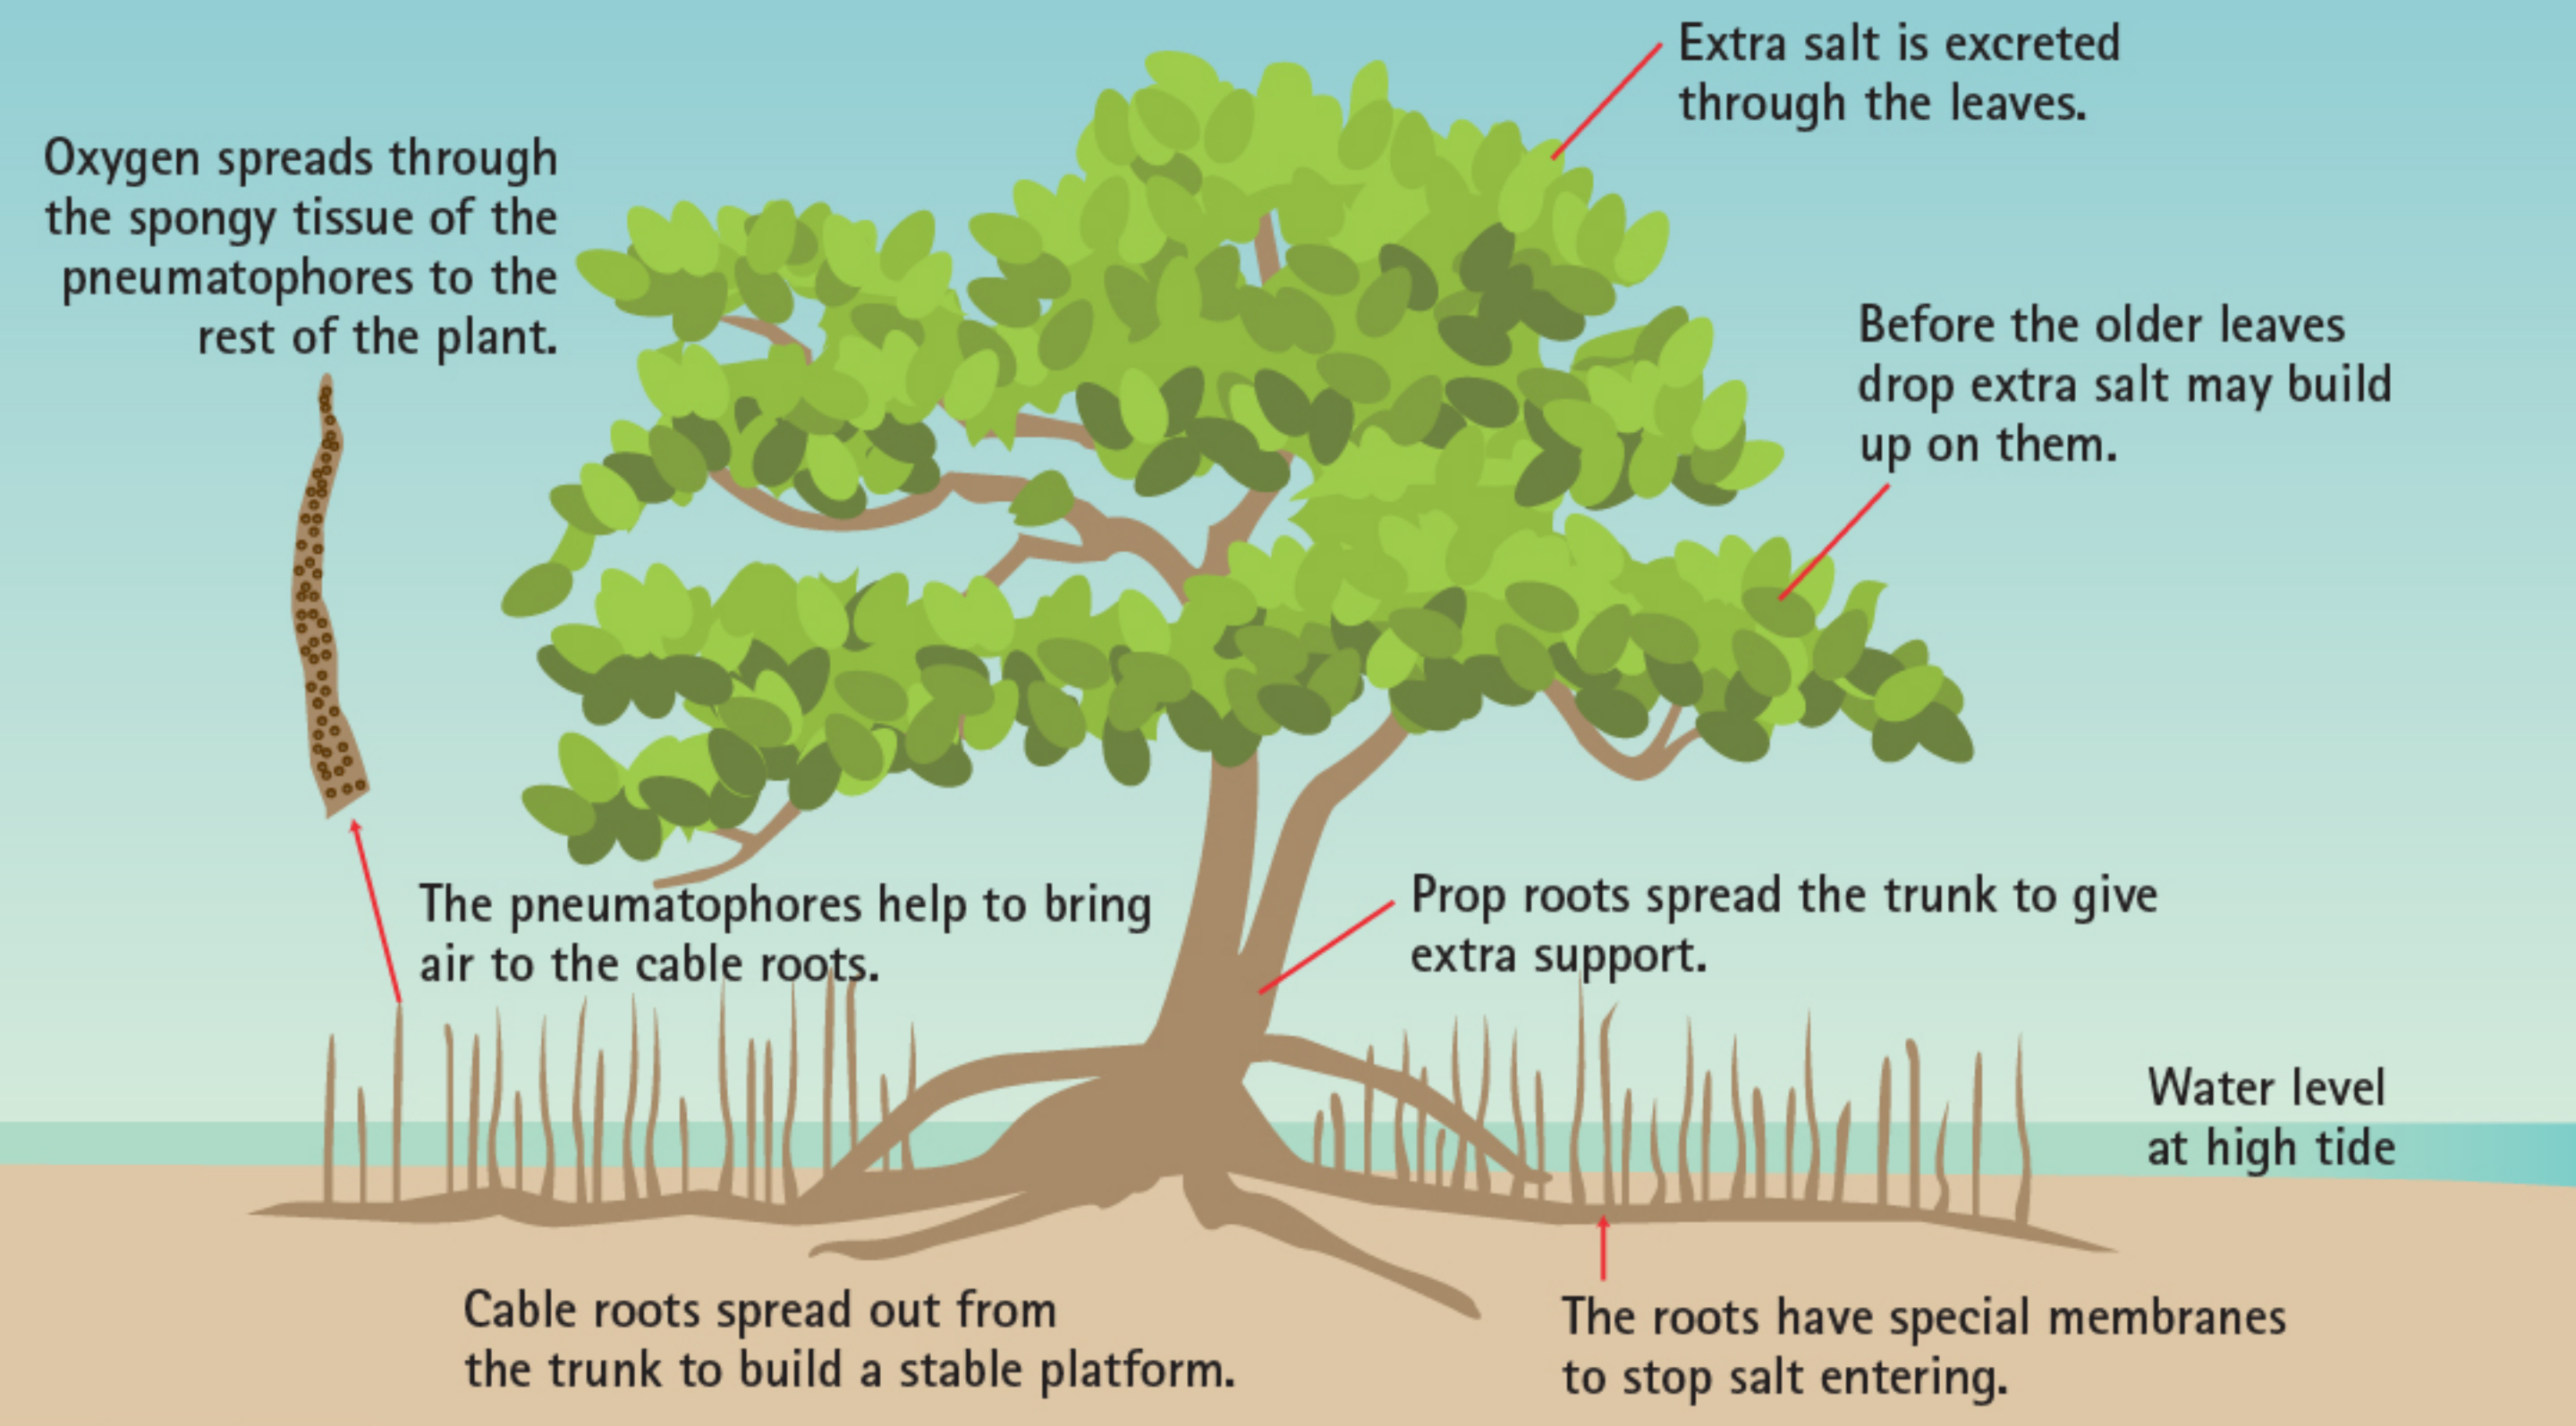 Extra salt is excreted
through the leaves.
Oxygen spreads through
the spongy tissue of the
pneumatophores to the
rest of the plant.
Before the older leaves
drop extra salt may build
up on them.
The pneumatophores help to bring
air to the cable roots.
Prop roots spread the trunk to give
extra support.
Water level
at high tide
Cable roots spread out from
the trunk to build a stable platform.
The roots have special membranes
to stop salt entering.